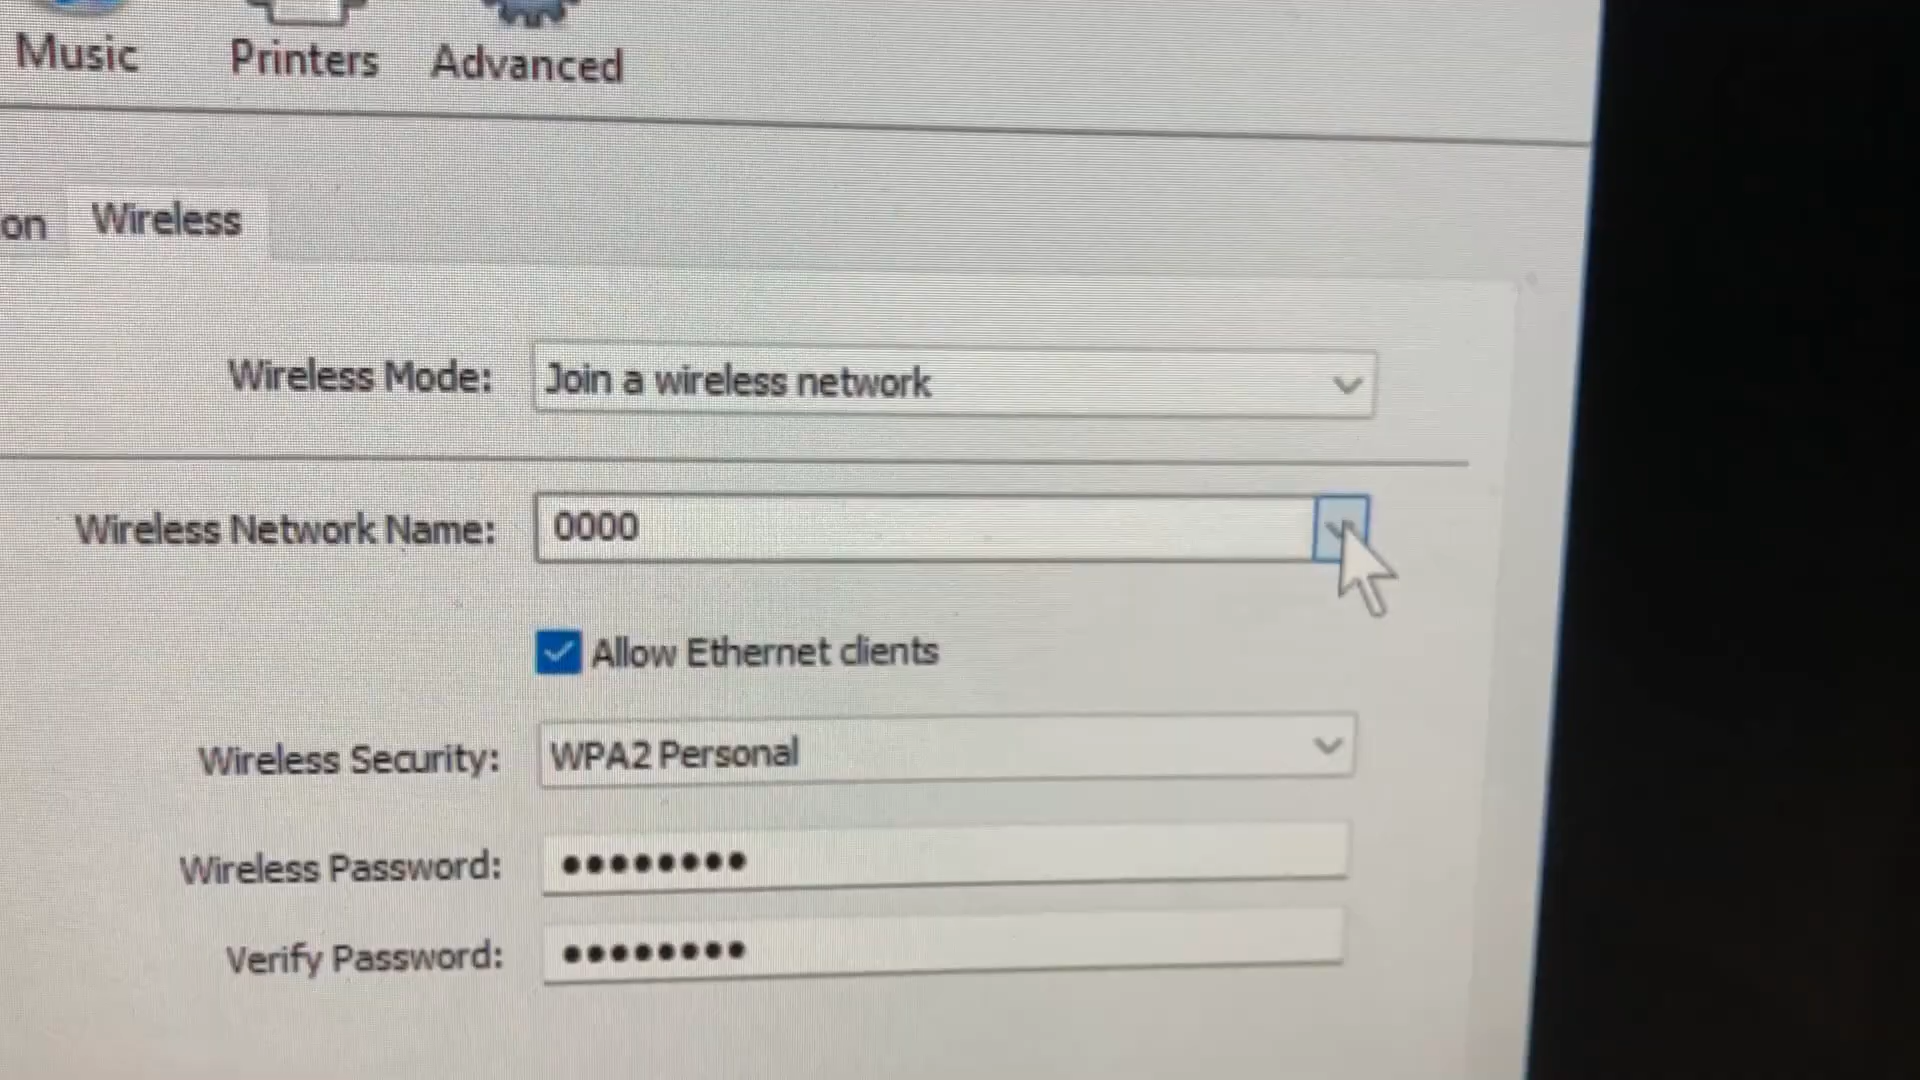 Music Printers Advanced
on Wireless
Wireless Mode: Join a wireless network
Wireless Network Name: 0000
Allow Ethernet clients
Wireless Security: WPA2 Personal
Wireless Password: ●●●●●●●●
Verify Password: ●●●●●●●●